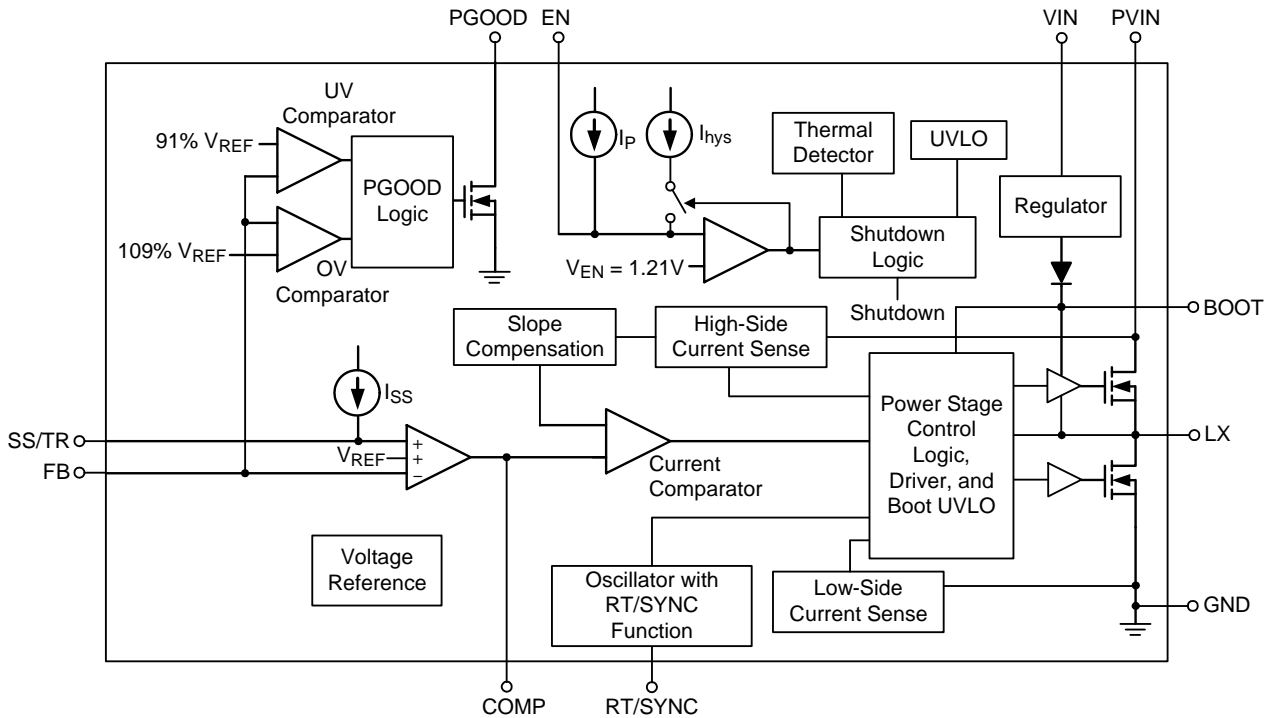 PGOOD EN VIN PVIN
UV
Comparator
91% VREF
PGOOD
Logic
109% VREF
OV
Comparator
IP
Ihys
Thermal
Detector
UVLO
Regulator
Shutdown
Logic
VEN = 1.21V
Shutdown
BOOT
Slope
Compensation
High-Side
Current Sense
ISS
Power Stage
Control
Logic,
Driver, and
Boot UVLO
SS/TR
+
VREF
+
FB
−
Current
Comparator
LX
Voltage
Reference
Oscillator with
RT/SYNC
Function
Low-Side
Current Sense
GND
COMP
RT/SYNC